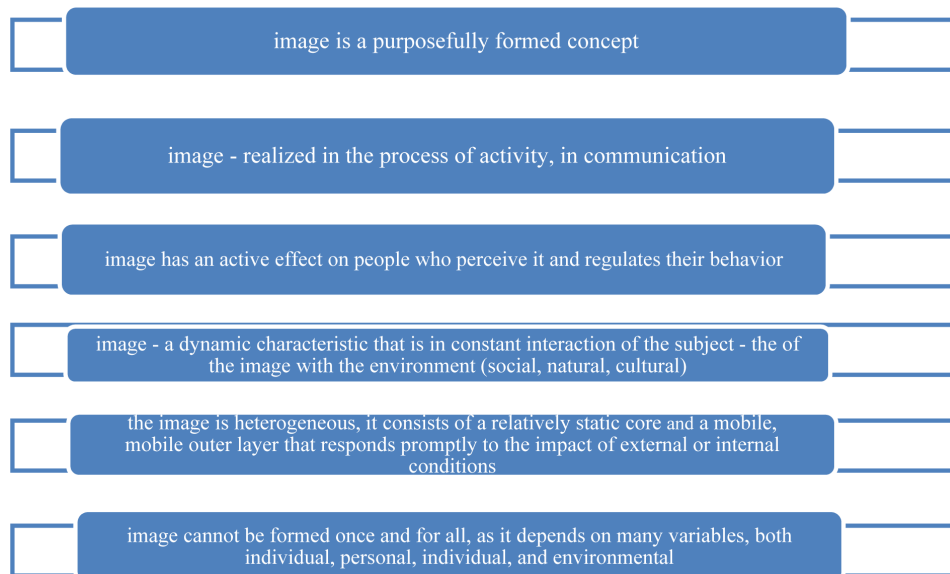 image is a purposefully formed concept
image - realized in the process of activity, in communication
image has an active effect on people who perceive it and regulates their behavior
image - a dynamic characteristic that is in constant interaction of the subject - the of
the image with the environment (social, natural, cultural)
the image is heterogeneous, it consists of a relatively static core and a mobile,
mobile outer layer that responds promptly to the impact of external or internal
conditions
image cannot be formed once and for all, as it depends on many variables, both
individual, personal, individual, and environmental